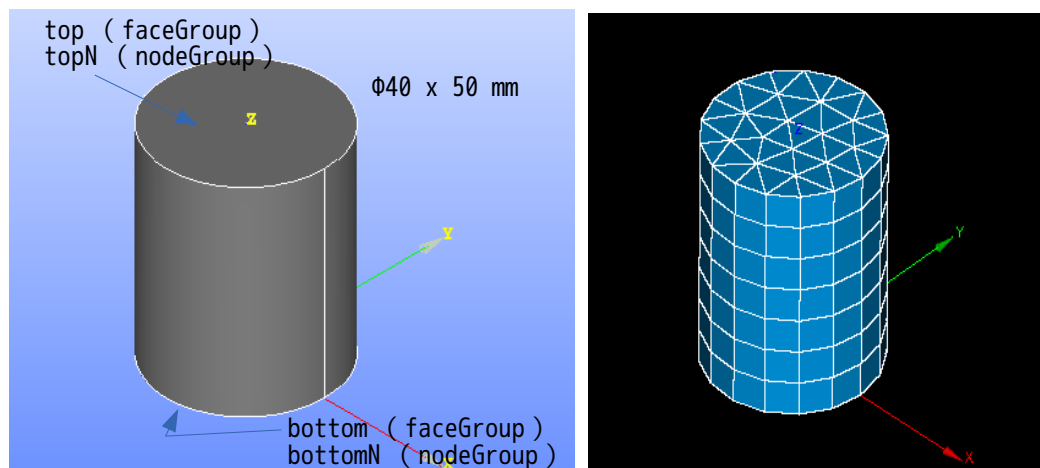 top (faceGroup)
topN (nodeGroup)
Φ40 x 50 mm
Z
Y
bottom (faceGroup)
bottomN (nodeGroup)
X
Z
Y
X